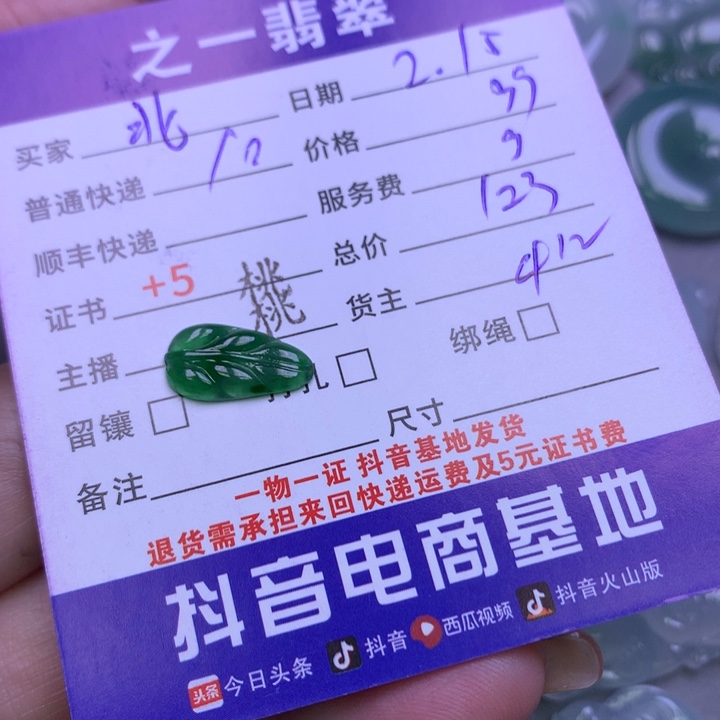 之一翡翠
买家 北 日期 2.15
普通快递 10 价格 99
顺丰快递 服务费 9
证书 +5 总价 123
主播 桃桃 货主 412
留镶 打孔 绑绳
备注 尺寸
一物一证 抖音基地发货
退货需承担来回快递运费及5元证书费
抖音电商基地
头条 今日头条 抖音 西瓜视频 抖音火山版